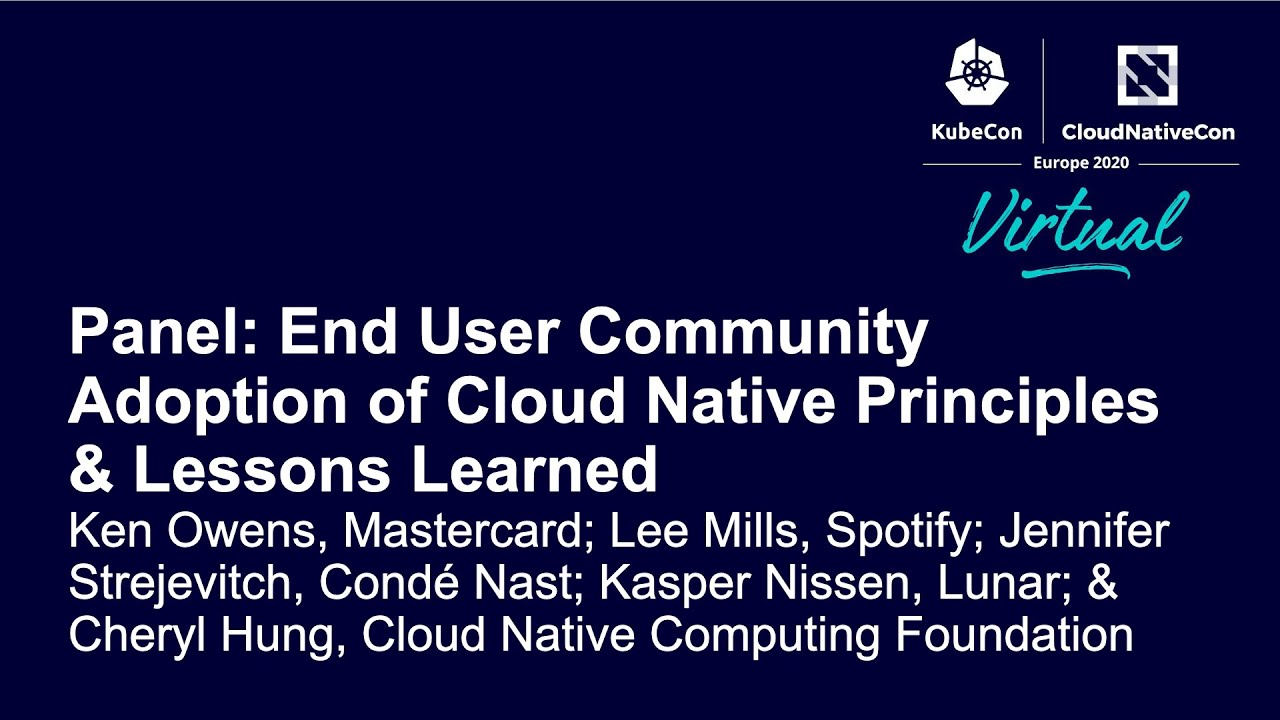 KubeCon
CloudNativeCon
Europe 2020
Virtual
Panel: End User Community
Adoption of Cloud Native Principles
& Lessons Learned
Ken Owens, Mastercard; Lee Mills, Spotify; Jennifer
Strejevitch, Condé Nast; Kasper Nissen, Lunar; &
Cheryl Hung, Cloud Native Computing Foundation